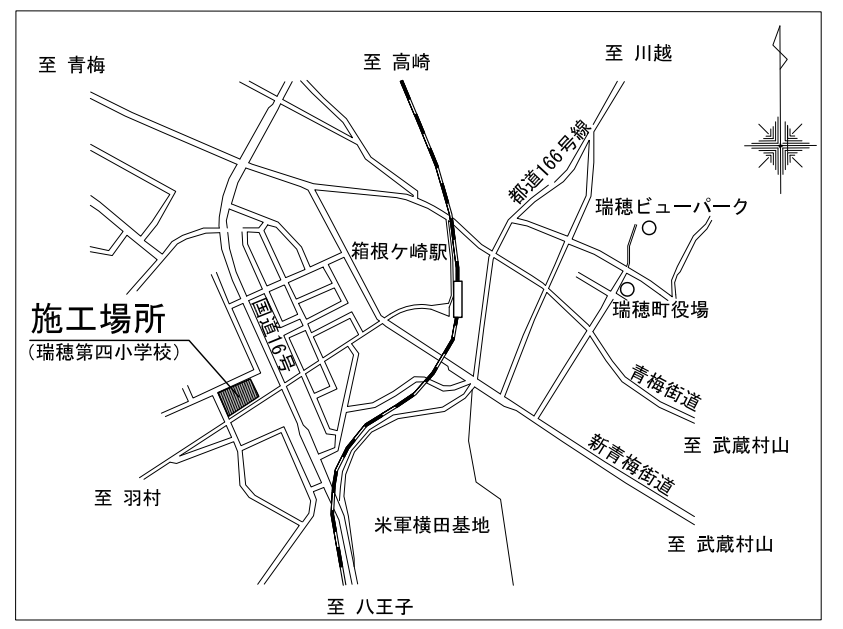 至 青梅
至 高崎
至 川越
都道166号線
瑞穂ビューパーク
箱根ケ崎駅
瑞穂町役場
国道16号
施工場所
(瑞穂第四小学校)
青梅街道
至 武蔵村山
新青梅街道
至 羽村
米軍横田基地
至 武蔵村山
至 八王子